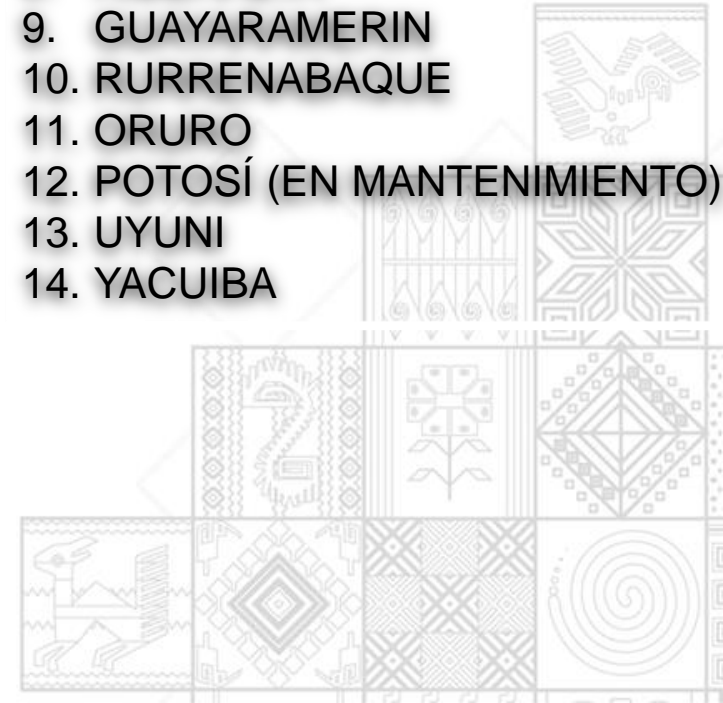 9. GUAYARAMERIN
10. RURRENABAQUE
11. ORURO
12. POTOSÍ (EN MANTENIMIENTO)
13. UYUNI
14. YACUIBA